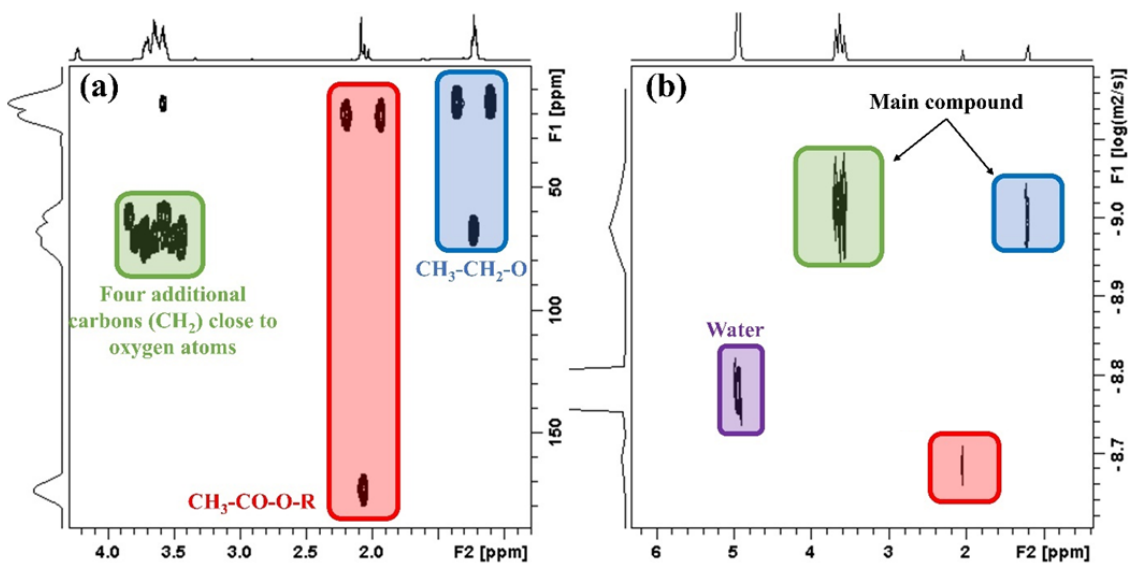 (a)
F1 [ppm]
50
100
150
CH3-CH2-O
Four additional
carbons (CH2) close to
oxygen atoms
CH3-CO-O-R
4.0 3.5 2.5 2.0 F2 [ppm]
(b)
Main compound
F1 [log(m2/s)]
-9.0
-8.9
-8.8
-8.7
Water
6 5 4 3 2 F2 [ppm]